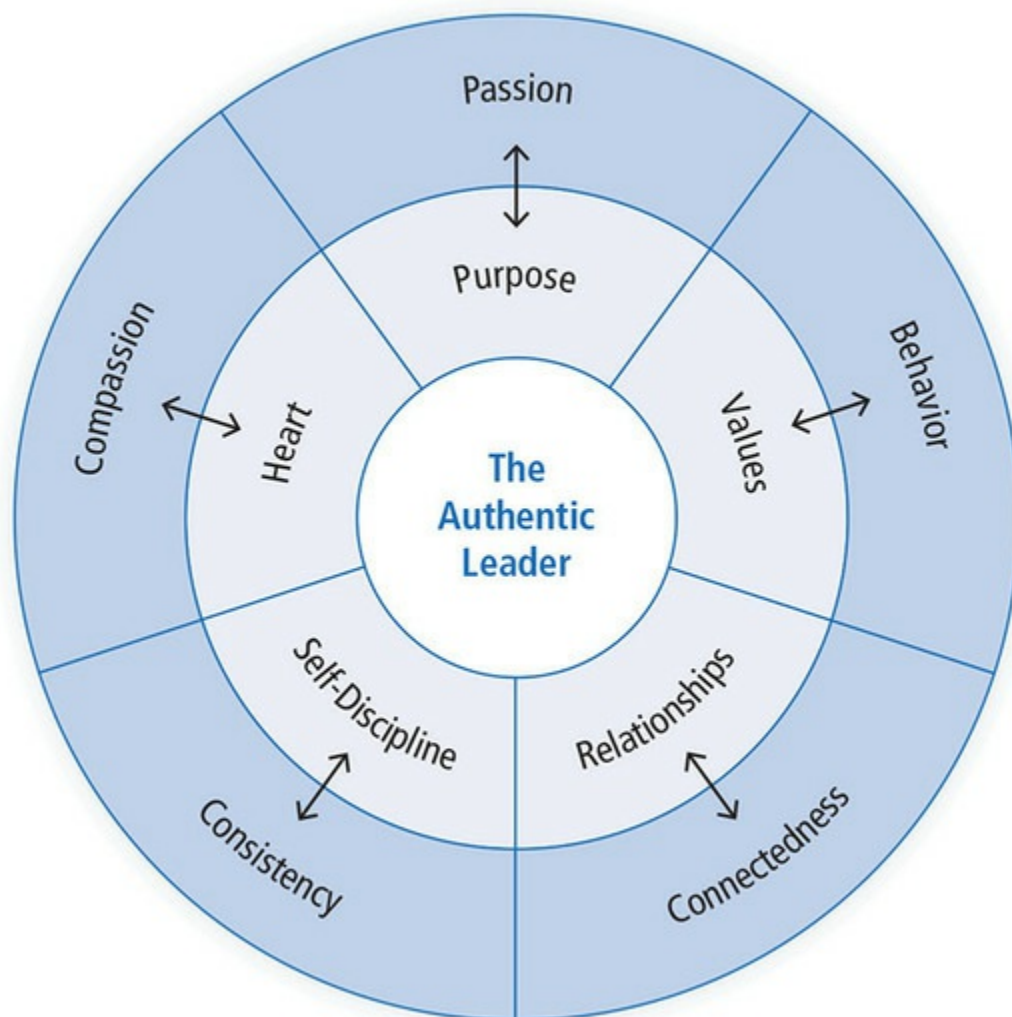 Passion
Purpose
Compassion
Heart
Values
Behavior
The
Authentic
Leader
Self-Discipline
Relationships
Consistency
Connectedness